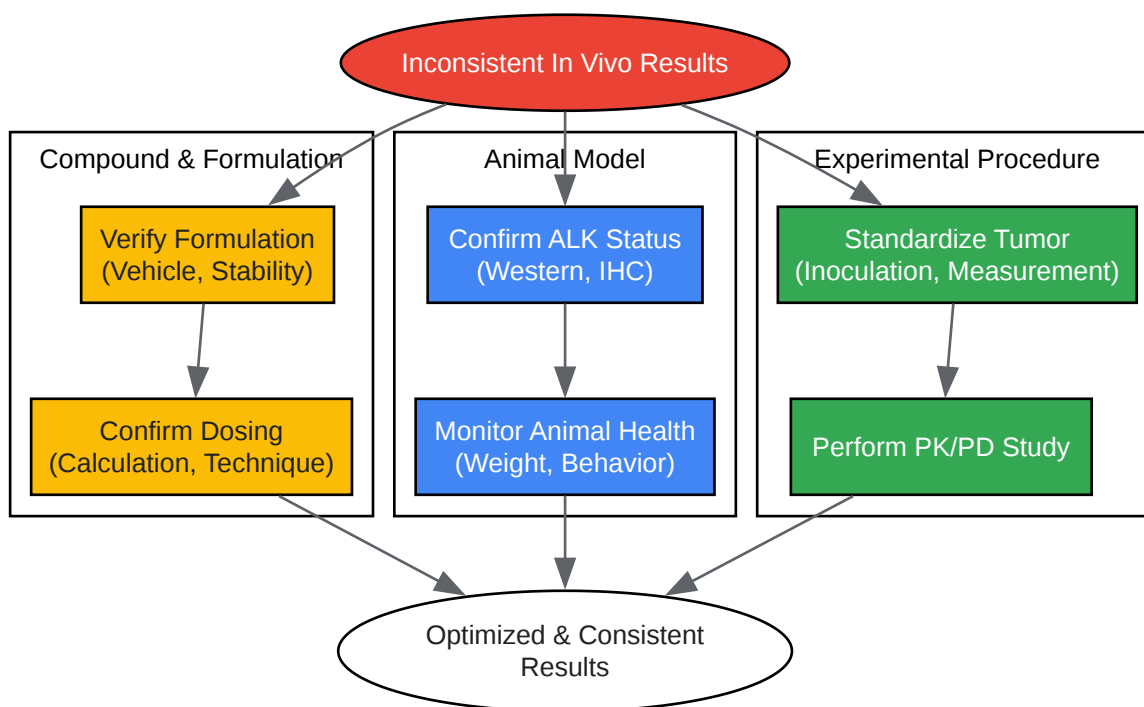 Inconsistent In Vivo Results
Compound & Formulation
Animal Model
Experimental Procedure
Verify Formulation
(Vehicle, Stability)
Confirm ALK Status
(Western, IHC)
Standardize Tumor
(Inoculation, Measurement)
Confirm Dosing
(Calculation, Technique)
Monitor Animal Health
(Weight, Behavior)
Perform PK/PD Study
Optimized & Consistent
Results